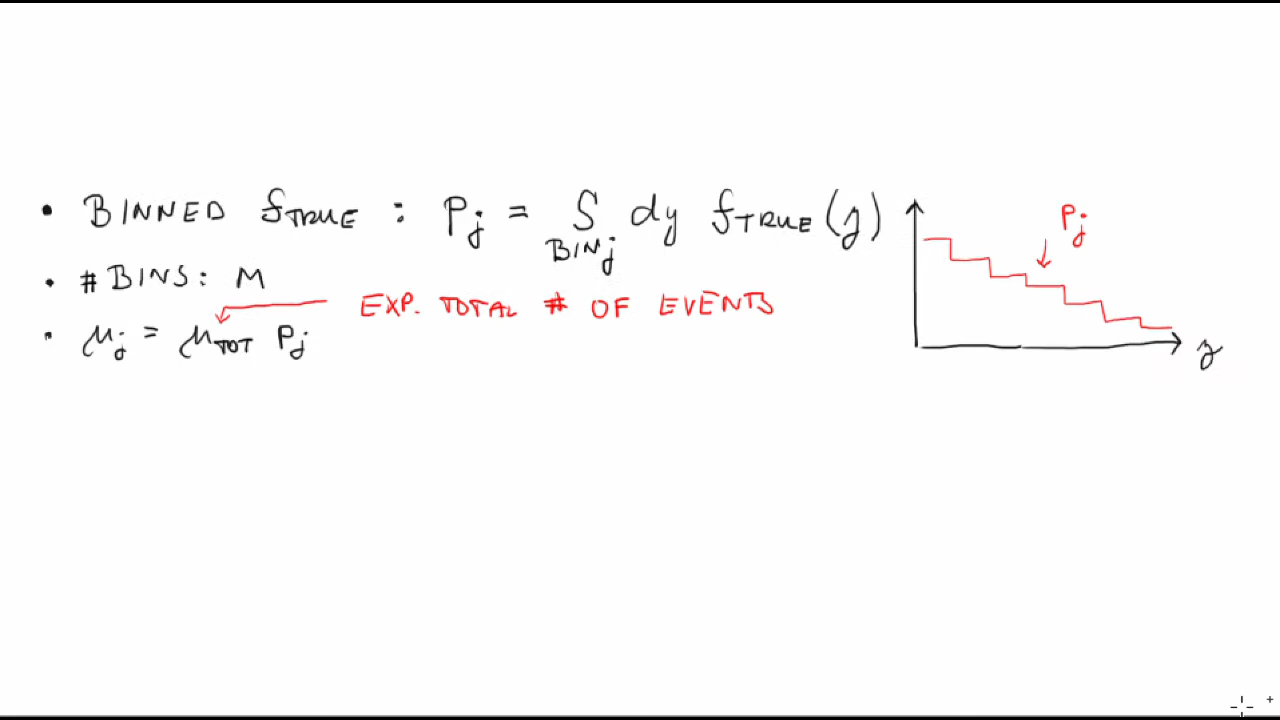 • BINNED fTRUE : Pj = ∫BINj dy fTRUE(y)
Pj
• # BINS: M
EXP. TOTAL # OF EVENTS
• μj = μTOT Pj
y